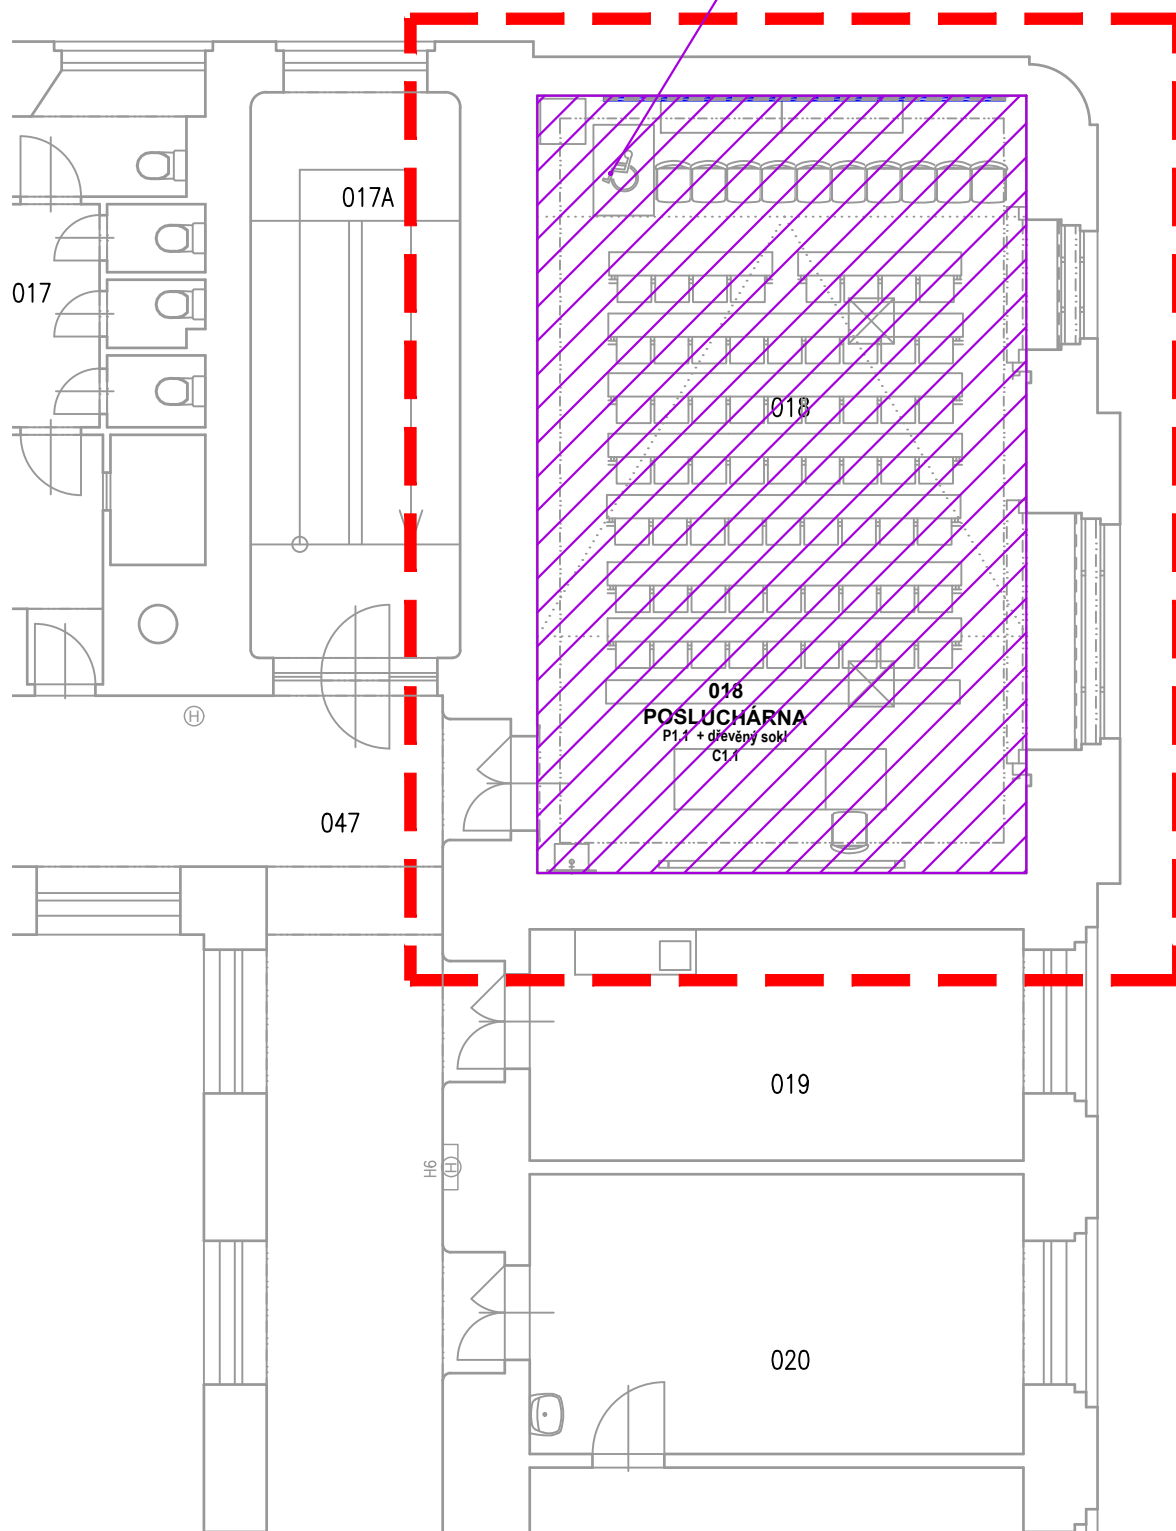 017A
017
018
018
POSLUCHÁRNA
P1.1 + dřevěný sokl
C1.1
H
047
019
H6
H
020